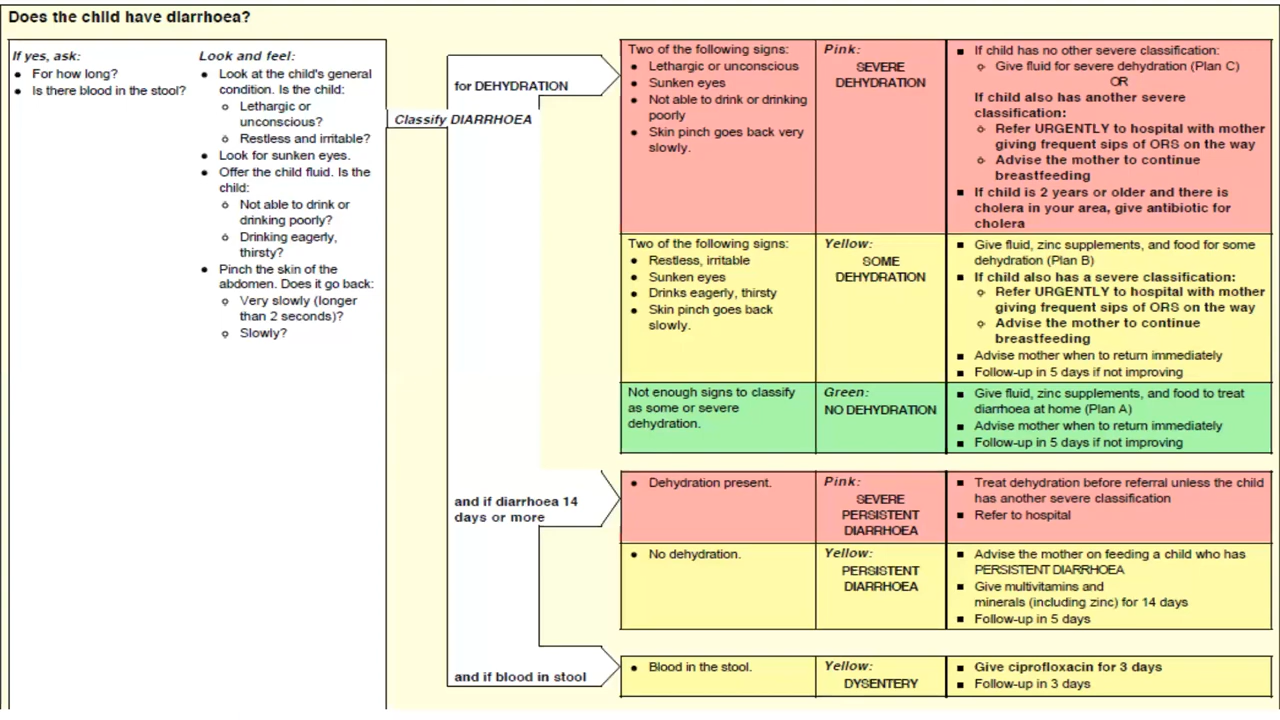 Does the child have diarrhoea?
If yes, ask:
For how long?
Is there blood in the stool?
Look and feel:
Look at the child's general
condition. Is the child:
Lethargic or
unconscious?
Restless and irritable?
Look for sunken eyes.
Offer the child fluid. Is the
child:
Not able to drink or
drinking poorly?
Drinking eagerly,
thirsty?
Pinch the skin of the
abdomen. Does it go back:
Very slowly (longer
than 2 seconds)?
Slowly?
Classify DIARRHOEA
for DEHYDRATION
Two of the following signs:
Lethargic or unconscious
Sunken eyes
Not able to drink or drinking
poorly
Skin pinch goes back very
slowly.
Pink:
SEVERE
DEHYDRATION
If child has no other severe classification:
Give fluid for severe dehydration (Plan C)
OR
If child also has another severe
classification:
Refer URGENTLY to hospital with mother
giving frequent sips of ORS on the way
Advise the mother to continue
breastfeeding
If child is 2 years or older and there is
cholera in your area, give antibiotic for
cholera
Two of the following signs:
Restless, irritable
Sunken eyes
Drinks eagerly, thirsty
Skin pinch goes back
slowly.
Yellow:
SOME
DEHYDRATION
Give fluid, zinc supplements, and food for some
dehydration (Plan B)
If child also has a severe classification:
Refer URGENTLY to hospital with mother
giving frequent sips of ORS on the way
Advise the mother to continue
breastfeeding
Advise mother when to return immediately
Follow-up in 5 days if not improving
Not enough signs to classify
as some or severe
dehydration.
Green:
NO DEHYDRATION
Give fluid, zinc supplements, and food to treat
diarrhoea at home (Plan A)
Advise mother when to return immediately
Follow-up in 5 days if not improving
and if diarrhoea 14
days or more
Dehydration present.
Pink:
SEVERE
PERSISTENT
DIARRHOEA
Treat dehydration before referral unless the child
has another severe classification
Refer to hospital
No dehydration.
Yellow:
PERSISTENT
DIARRHOEA
Advise the mother on feeding a child who has
PERSISTENT DIARRHOEA
Give multivitamins and
minerals (including zinc) for 14 days
Follow-up in 5 days
and if blood in stool
Blood in the stool.
Yellow:
DYSENTERY
Give ciprofloxacin for 3 days
Follow-up in 3 days